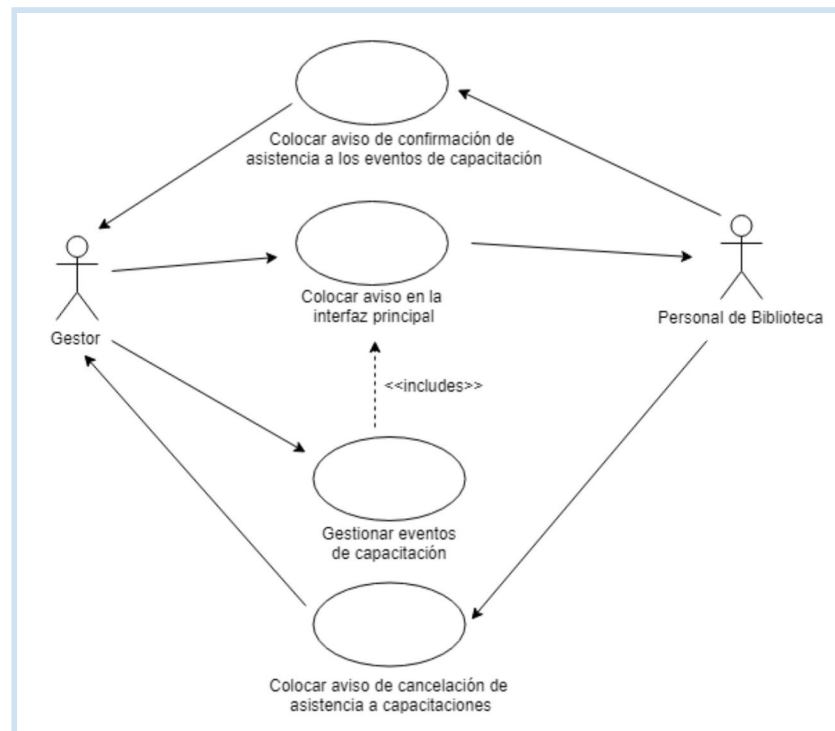 Colocar aviso de confirmación de
asistencia a los eventos de capacitación
Colocar aviso en la
interfaz principal
Gestor
Personal de Biblioteca
<<includes>>
Gestionar eventos
de capacitación
Colocar aviso de cancelación de
asistencia a capacitaciones